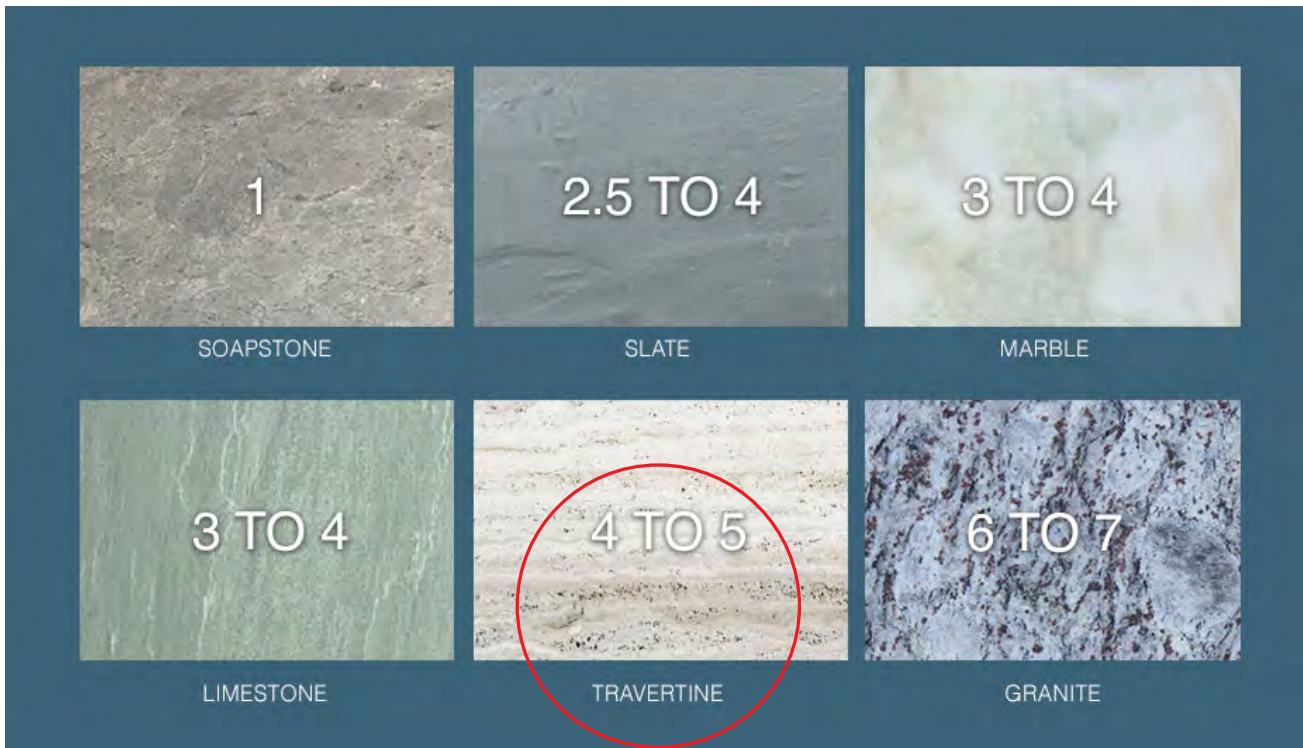 1
2.5 TO 4
3 TO 4
SOAPSTONE
SLATE
MARBLE
3 TO 4
4 TO 5
6 TO 7
LIMESTONE
TRAVERTINE
GRANITE